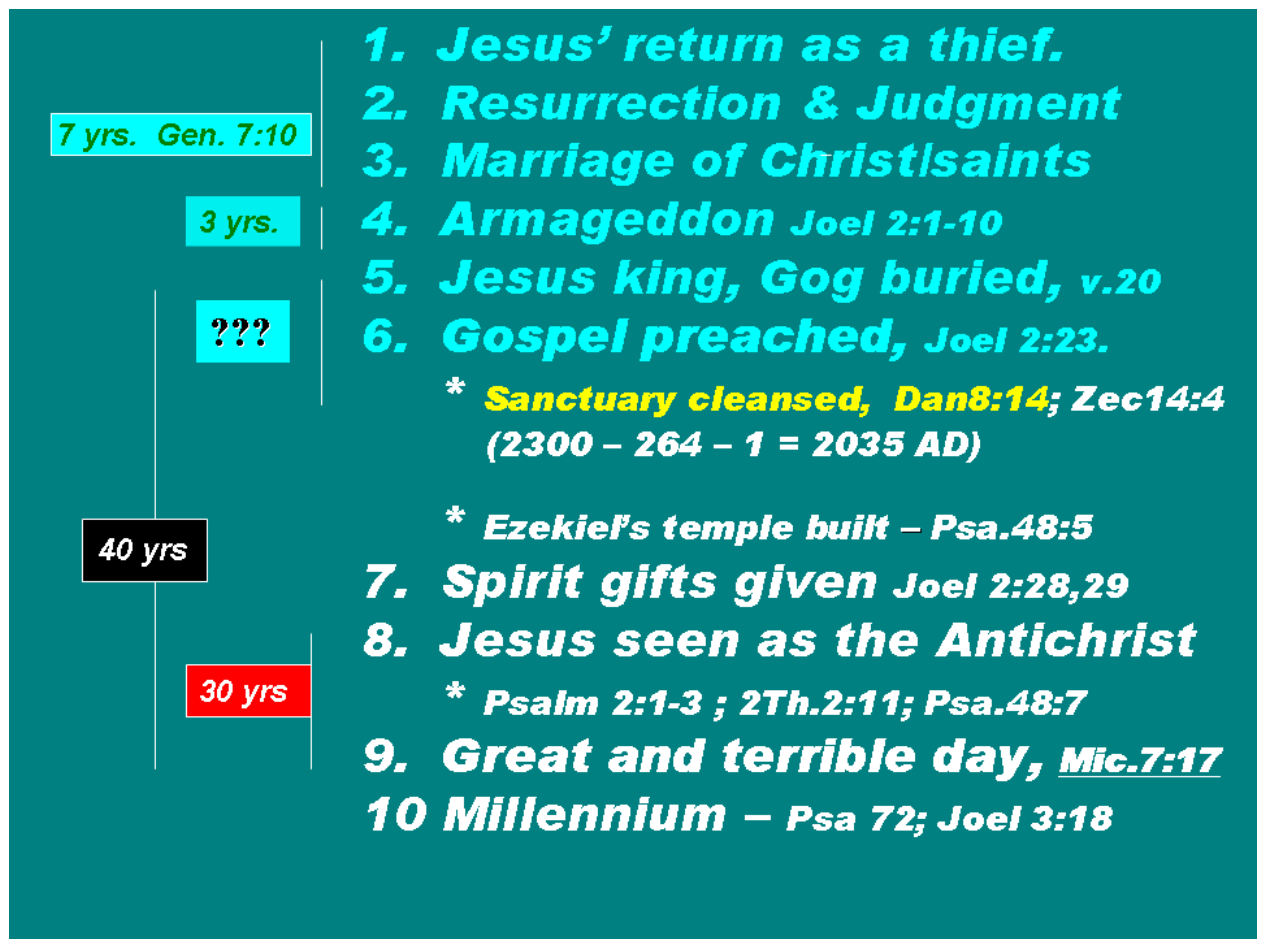 1. Jesus’ return as a thief.
2. Resurrection & Judgment
7 yrs. Gen. 7:10
3. Marriage of Christ/saints
3 yrs.
4. Armageddon Joel 2:1-10
5. Jesus king, Gog buried, v.20
???
6. Gospel preached, Joel 2:23.
* Sanctuary cleansed, Dan8:14; Zec14:4
(2300 – 264 – 1 = 2035 AD)
* Ezekiel’s temple built – Psa.48:5
40 yrs
7. Spirit gifts given Joel 2:28,29
8. Jesus seen as the Antichrist
30 yrs
* Psalm 2:1-3 ; 2Th.2:11; Psa.48:7
9. Great and terrible day, Mic.7:17
10 Millennium – Psa 72; Joel 3:18